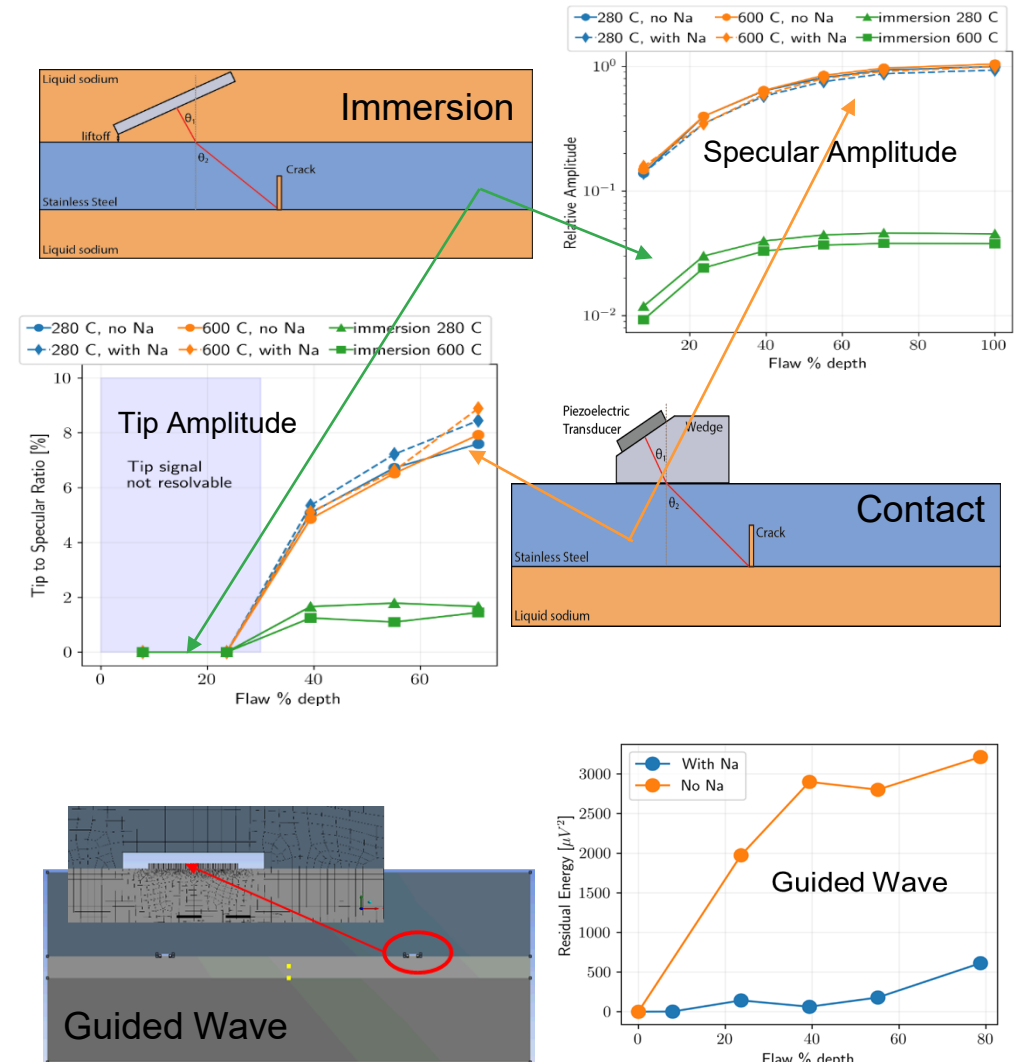 280 C, no Na
600 C, no Na
immersion 280 C
280 C, with Na
600 C, with Na
immersion 600 C
10⁰
10⁻¹
10⁻²
Relative Amplitude
Specular Amplitude
20
40
60
80
100
Flaw % depth
Liquid sodium
Immersion
θ₁
liftoff
θ₂
Crack
Stainless Steel
Liquid sodium
280 C, no Na
600 C, no Na
immersion 280 C
280 C, with Na
600 C, with Na
immersion 600 C
10
8
6
4
2
0
Tip to Specular Ratio [%]
Tip Amplitude
Tip signal
not resolvable
0
20
40
60
Flaw % depth
Piezoelectric
Transducer
Wedge
θ₁
θ₂
Contact
Crack
Stainless Steel
Liquid sodium
Guided Wave
With Na
No Na
3000
2500
2000
1500
1000
500
0
Residual Energy [μV²]
Guided Wave
0
20
40
60
80
Flaw % depth